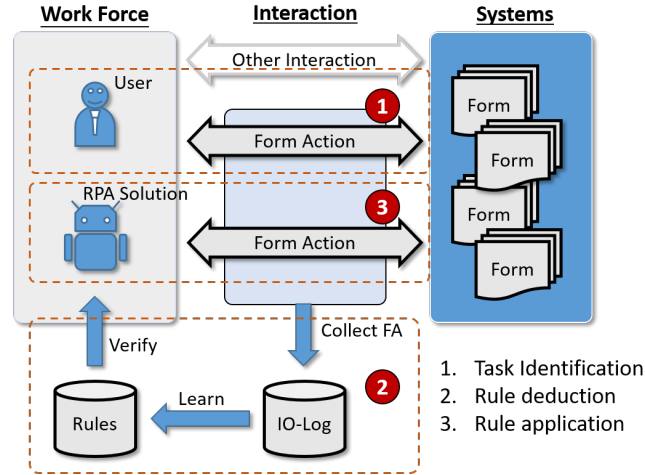 Work Force
Interaction
Systems
Other Interaction
User
1
Form Action
Form
Form
RPA Solution
3
Form Action
Form
Form
Collect FA
Verify
2
Learn
Rules
IO-Log
1. Task Identification
2. Rule deduction
3. Rule application